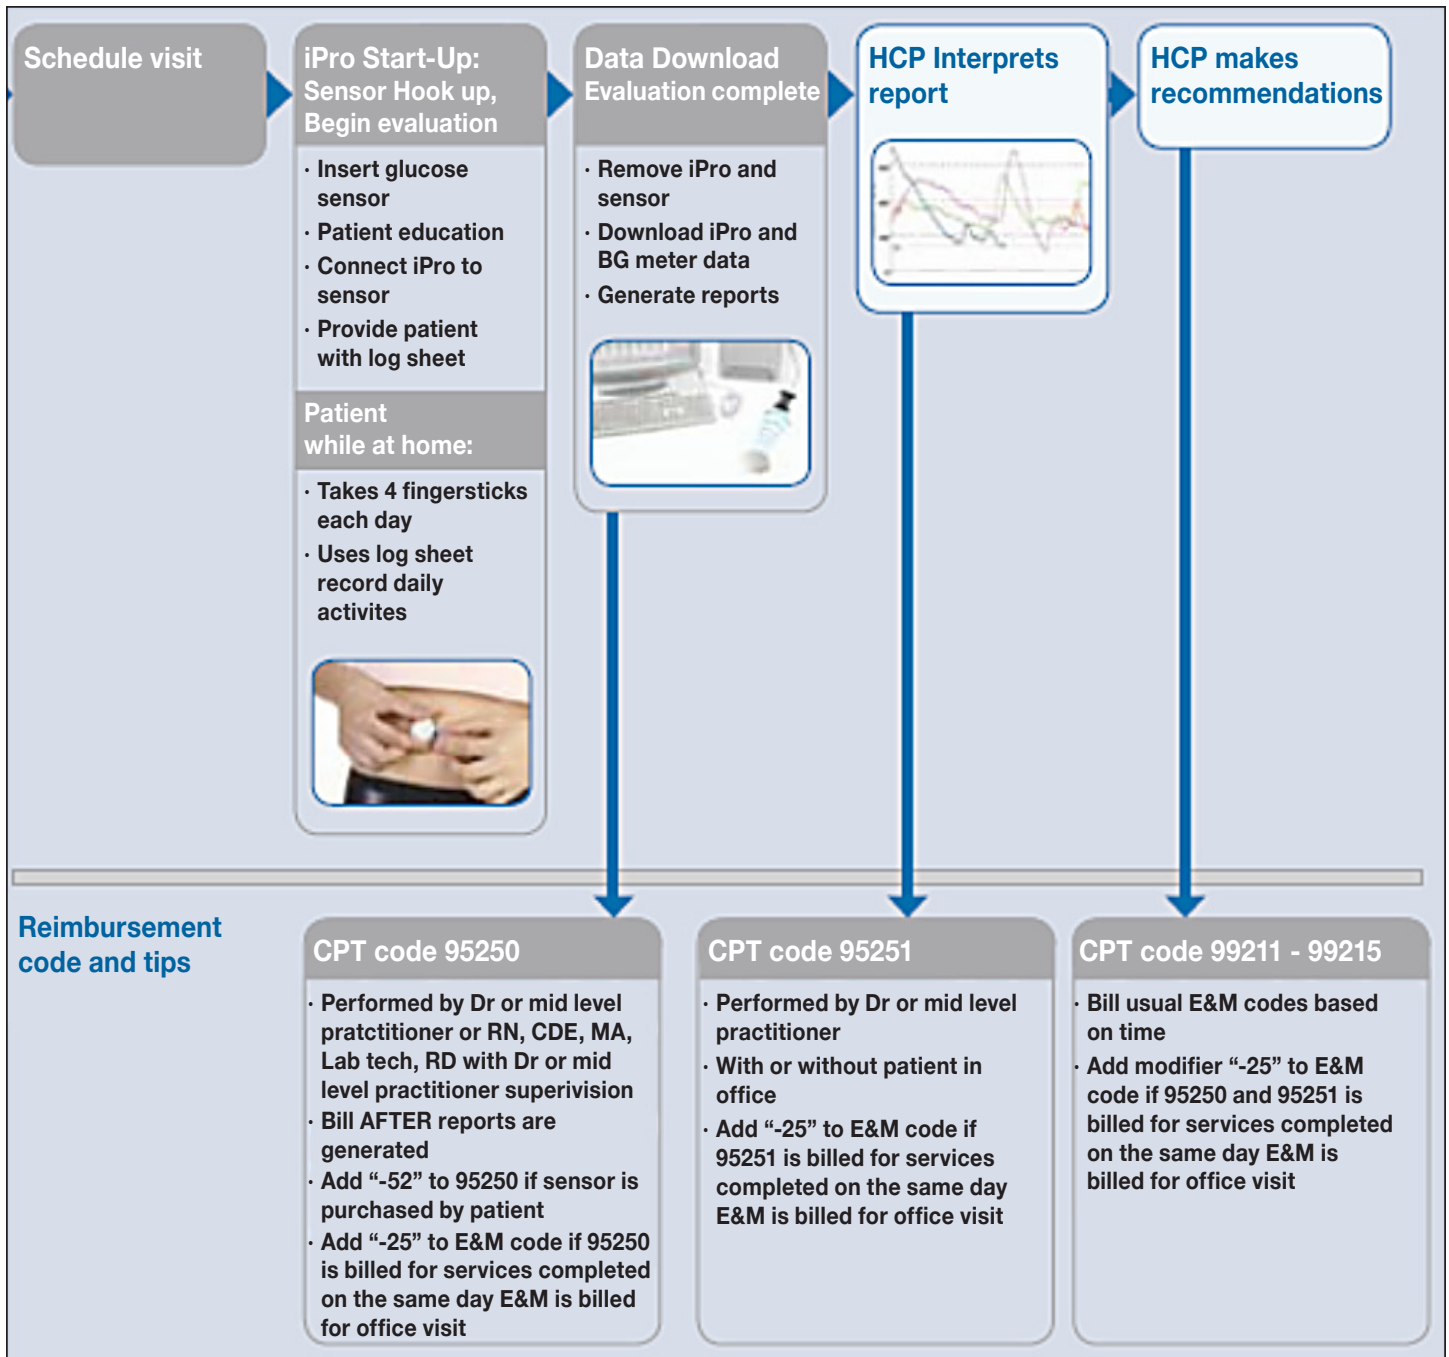 Schedule visit
iPro Start-Up:
Sensor Hook up,
Begin evaluation
· Insert glucose
sensor
· Patient education
· Connect iPro to
sensor
· Provide patient
with log sheet
Patient
while at home:
· Takes 4 fingersticks
each day
· Uses log sheet
record daily
activites
Data Download
Evaluation complete
· Remove iPro and
sensor
· Download iPro and
BG meter data
· Generate reports
HCP Interprets
report
HCP makes
recommendations
Reimbursement
code and tips
CPT code 95250
· Performed by Dr or mid level
pratctitioner or RN, CDE, MA,
Lab tech, RD with Dr or mid
level practitioner superivision
· Bill AFTER reports are
generated
· Add “-52” to 95250 if sensor is
purchased by patient
· Add “-25” to E&M code if 95250
is billed for services completed
on the same day E&M is billed
for office visit
CPT code 95251
· Performed by Dr or mid level
practitioner
· With or without patient in
office
· Add “-25” to E&M code if
95251 is billed for services
completed on the same day
E&M is billed for office visit
CPT code 99211 - 99215
· Bill usual E&M codes based
on time
· Add modifier “-25” to E&M
code if 95250 and 95251 is
billed for services completed
on the same day E&M is
billed for office visit